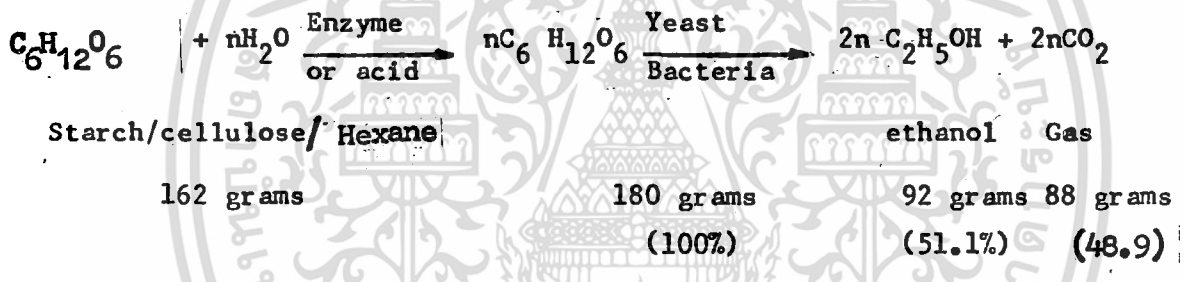 C6H12O6 + nH2O Enzyme or acid → nC6 H12O6 Yeast Bacteria → 2n C2H5OH + 2nCO2
Starch/cellulose/ Hexane ethanol Gas
162 grams 180 grams 92 grams 88 grams
(100%) (51.1%) (48.9)